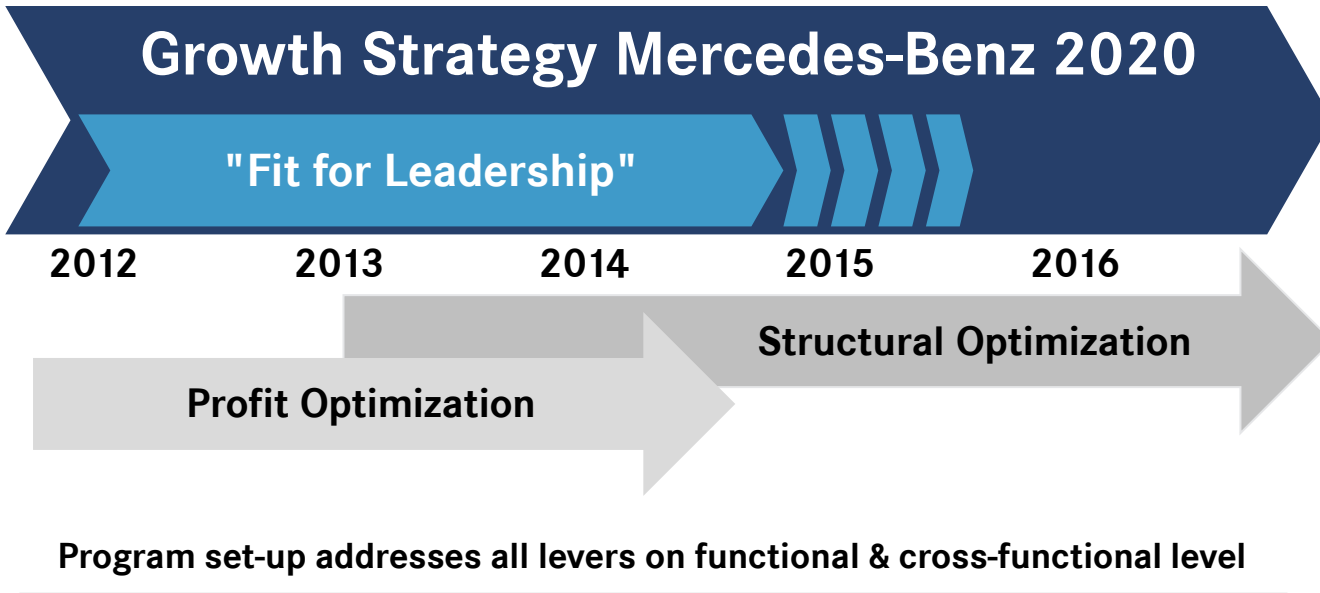 Growth Strategy Mercedes-Benz 2020
"Fit for Leadership"
2012 2013 2014 2015 2016
Structural Optimization
Profit Optimization
Program set-up addresses all levers on functional & cross-functional level